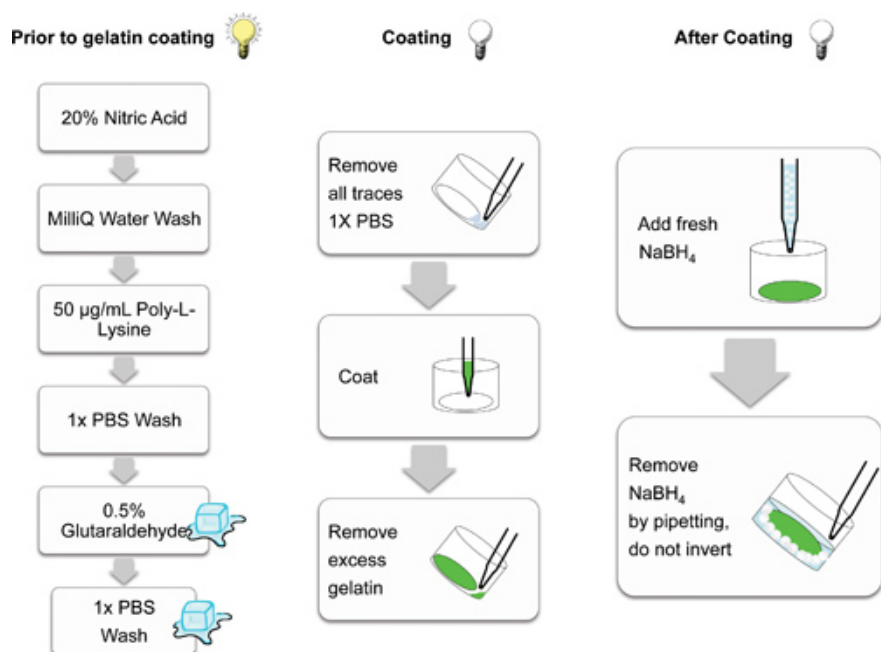 Prior to gelatin coating
20% Nitric Acid
MilliQ Water Wash
50 µg/mL Poly-L-
Lysine
1x PBS Wash
0.5%
Glutaraldehyde
1x PBS
Wash
Coating
Remove
all traces
1X PBS
Coat
Remove
excess
gelatin
After Coating
Add fresh
NaBH₄
Remove
NaBH₄
by pipetting,
do not invert